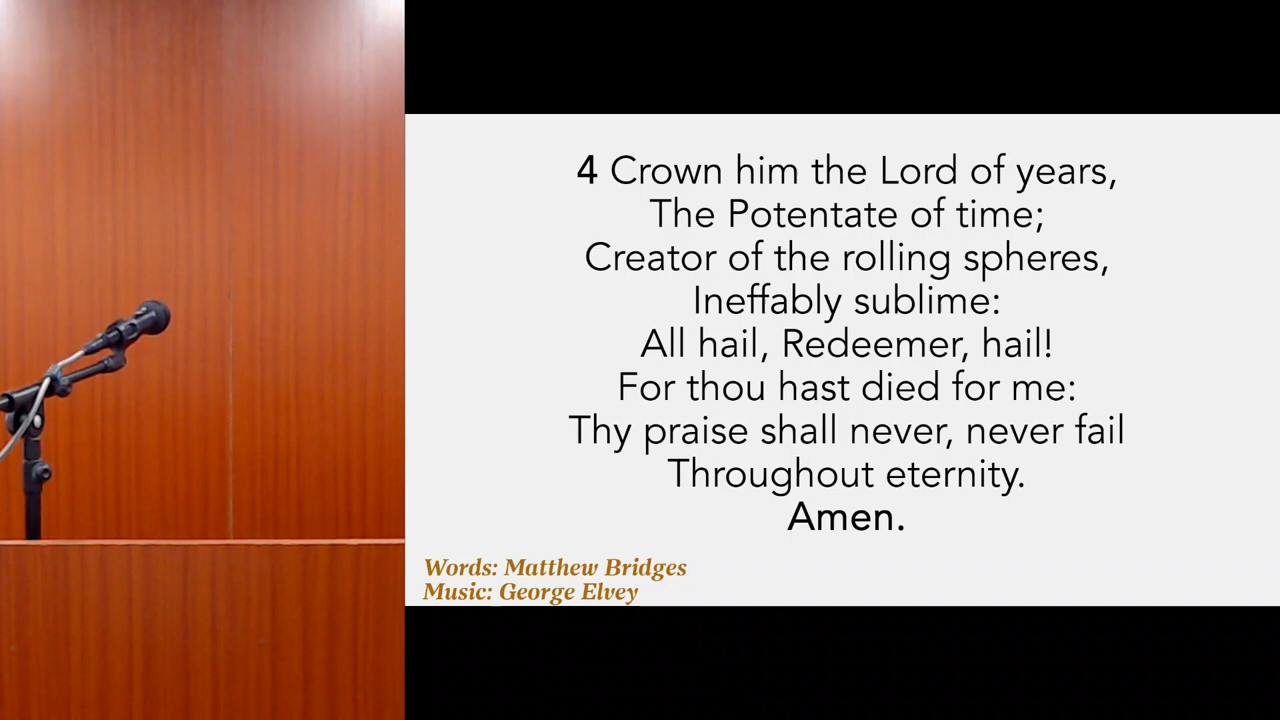 4 Crown him the Lord of years,
The Potentate of time;
Creator of the rolling spheres,
Ineffably sublime:
All hail, Redeemer, hail!
For thou hast died for me:
Thy praise shall never, never fail
Throughout eternity.
Amen.
Words: Matthew Bridges
Music: George Elvey